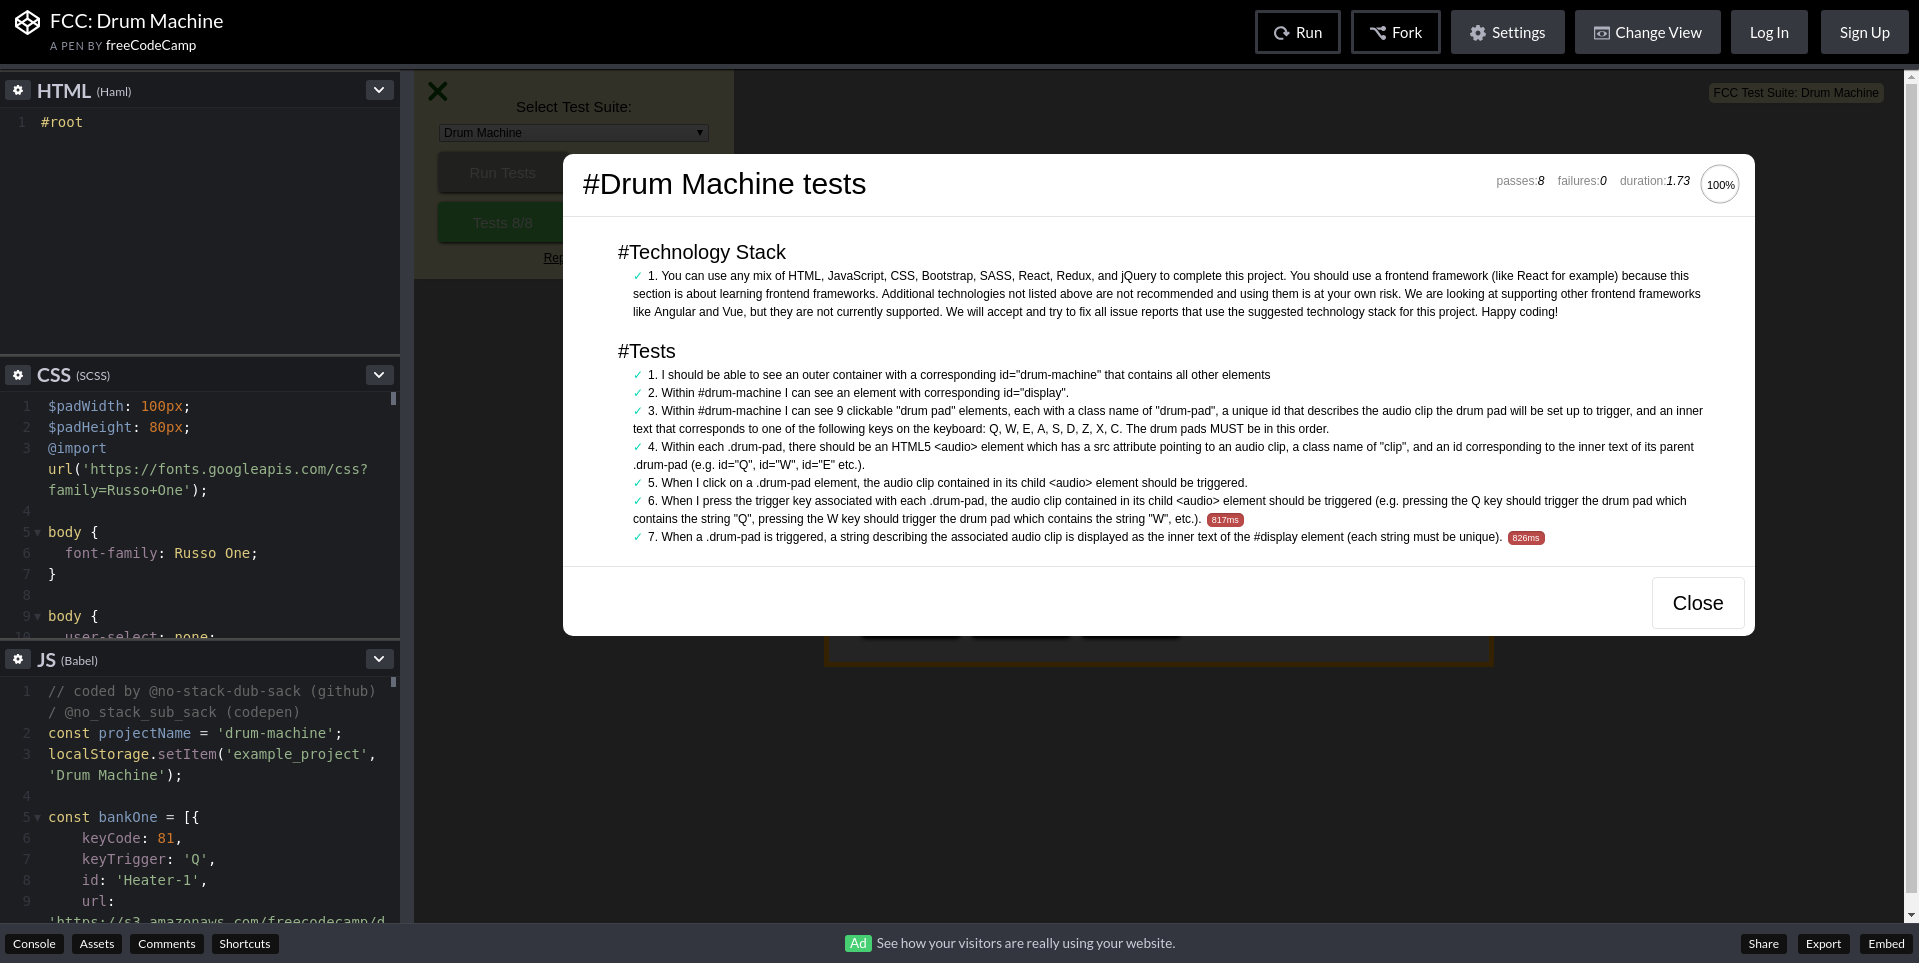 FCC: Drum Machine
A PEN BY freeCodeCamp
Run
Fork
Settings
Change View
Log In
Sign Up
HTML (Haml)
1 #root
CSS (SCSS)
1 $padWidth: 100px;
2 $padHeight: 80px;
3 @import
url('https://fonts.googleapis.com/css?
family=Russo+One');
4
5 body {
6 font-family: Russo One;
7 }
8
9 body {
10 user-select: none;
JS (Babel)
1 // coded by @no-stack-dub-sack (github)
/ @no_stack_sub_sack (codepen)
2 const projectName = 'drum-machine';
3 localStorage.setItem('example_project',
'Drum Machine');
4
5 const bankOne = [{
6 keyCode: 81,
7 keyTrigger: 'Q',
8 id: 'Heater-1',
9 url:
'https://s3.amazonaws.com/freecodecamp/d
Select Test Suite:
Drum Machine
Run Tests
Tests 8/8
FCC Test Suite: Drum Machine
#Drum Machine tests
passes:8 failures:0 duration:1.73 100%
#Technology Stack
✓ 1. You can use any mix of HTML, JavaScript, CSS, Bootstrap, SASS, React, Redux, and jQuery to complete this project. You should use a frontend framework (like React for example) because this
section is about learning frontend frameworks. Additional technologies not listed above are not recommended and using them is at your own risk. We are looking at supporting other frontend frameworks
like Angular and Vue, but they are not currently supported. We will accept and try to fix all issue reports that use the suggested technology stack for this project. Happy coding!
#Tests
✓ 1. I should be able to see an outer container with a corresponding id="drum-machine" that contains all other elements
✓ 2. Within #drum-machine I can see an element with corresponding id="display".
✓ 3. Within #drum-machine I can see 9 clickable "drum pad" elements, each with a class name of "drum-pad", a unique id that describes the audio clip the drum pad will be set up to trigger, and an inner
text that corresponds to one of the following keys on the keyboard: Q, W, E, A, S, D, Z, X, C. The drum pads MUST be in this order.
✓ 4. Within each .drum-pad, there should be an HTML5 <audio> element which has a src attribute pointing to an audio clip, a class name of "clip", and an id corresponding to the inner text of its parent
.drum-pad (e.g. id="Q", id="W", id="E" etc.).
✓ 5. When I click on a .drum-pad element, the audio clip contained in its child <audio> element should be triggered.
✓ 6. When I press the trigger key associated with each .drum-pad, the audio clip contained in its child <audio> element should be triggered (e.g. pressing the Q key should trigger the drum pad which
contains the string "Q", pressing the W key should trigger the drum pad which contains the string "W", etc.). 817ms
✓ 7. When a .drum-pad is triggered, a string describing the associated audio clip is displayed as the inner text of the #display element (each string must be unique). 826ms
Close
Console
Assets
Comments
Shortcuts
Ad See how your visitors are really using your website.
Share
Export
Embed